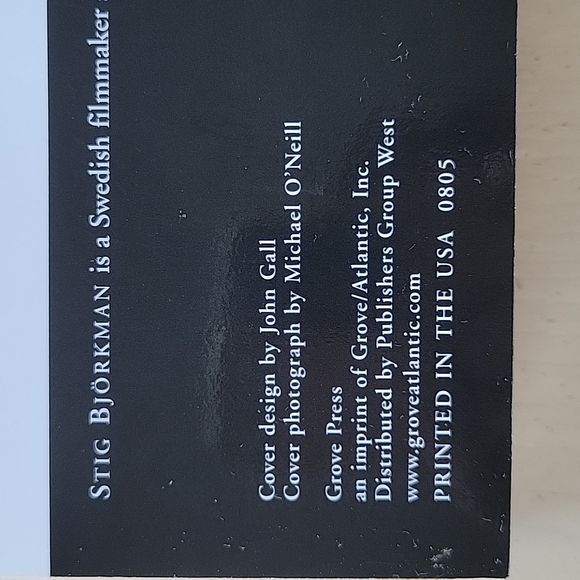 STIG BJÖRKMAN is a Swedish filmmaker
Cover design by John Gall
Cover photograph by Michael O'Neill
Grove Press
an imprint of Grove/Atlantic, Inc.
Distributed by Publishers Group West
www.groveatlantic.com
PRINTED IN THE USA 0805